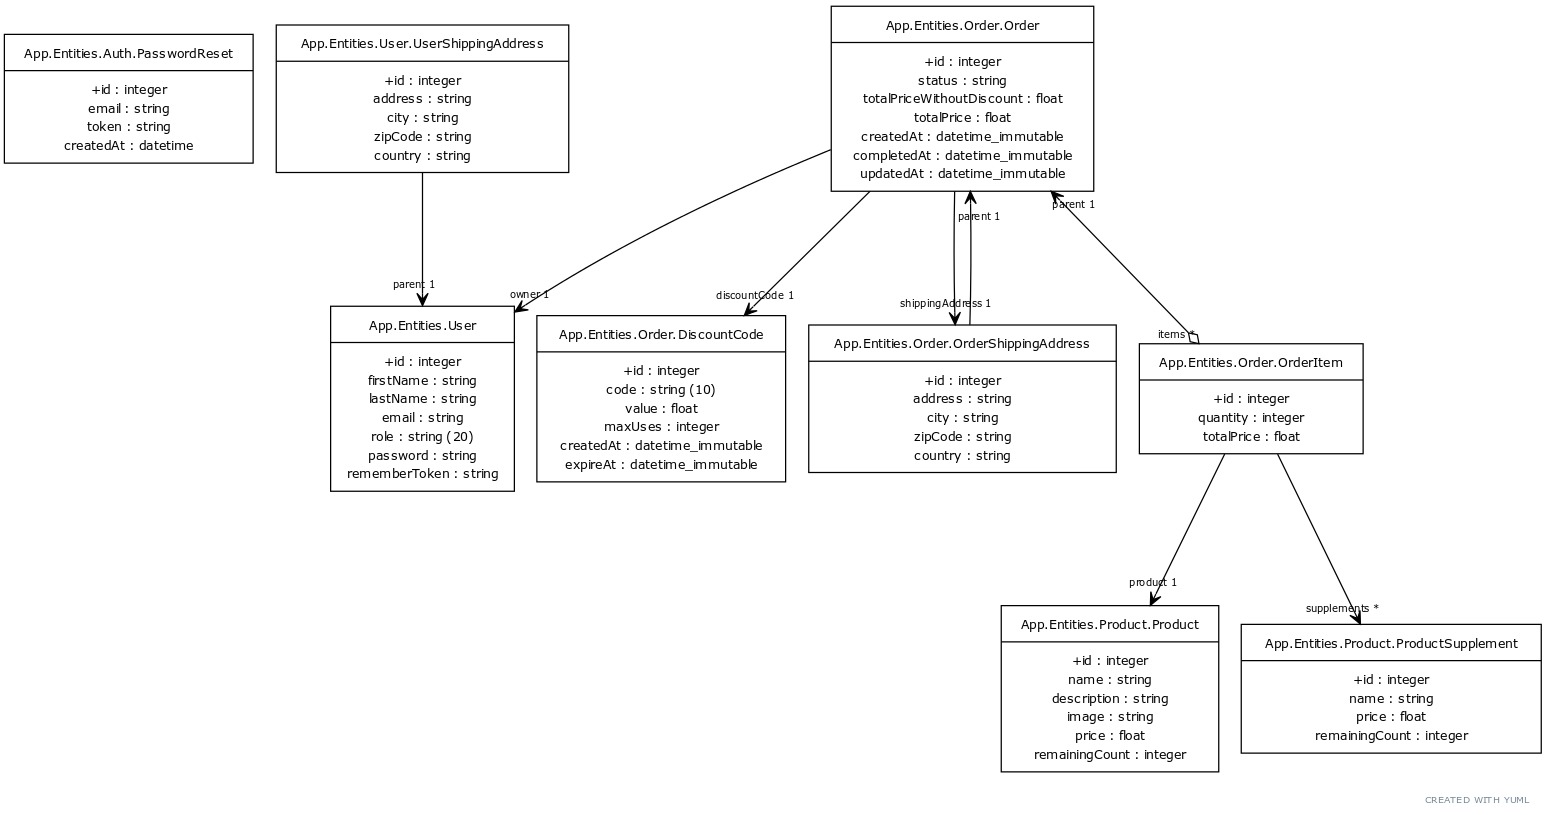 App.Entities.Auth.PasswordReset
+id : integer
email : string
token : string
createdAt : datetime
App.Entities.User.UserShippingAddress
+id : integer
address : string
city : string
zipCode : string
country : string
App.Entities.Order.Order
+id : integer
status : string
totalPriceWithoutDiscount : float
totalPrice : float
createdAt : datetime_immutable
completedAt : datetime_immutable
updatedAt : datetime_immutable
parent 1
parent 1
parent 1
owner 1
discountCode 1
shippingAddress 1
items *
App.Entities.User
+id : integer
firstName : string
lastName : string
email : string
role : string (20)
password : string
rememberToken : string
App.Entities.Order.DiscountCode
+id : integer
code : string (10)
value : float
maxUses : integer
createdAt : datetime_immutable
expireAt : datetime_immutable
App.Entities.Order.OrderShippingAddress
+id : integer
address : string
city : string
zipCode : string
country : string
App.Entities.Order.OrderItem
+id : integer
quantity : integer
totalPrice : float
product 1
supplements *
App.Entities.Product.Product
+id : integer
name : string
description : string
image : string
price : float
remainingCount : integer
App.Entities.Product.ProductSupplement
+id : integer
name : string
price : float
remainingCount : integer
CREATED WITH YUML